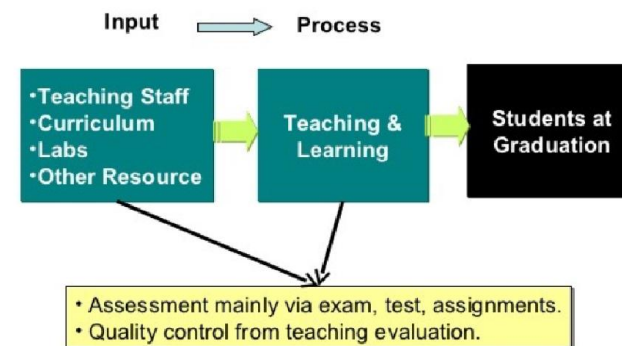 Input Process
•Teaching Staff
•Curriculum
•Labs
•Other Resource
Teaching &
Learning
Students at
Graduation
• Assessment mainly via exam, test, assignments.
• Quality control from teaching evaluation.